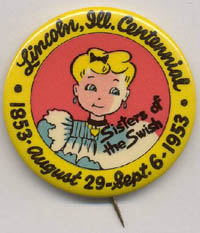 Lincoln, Ill. Centennial
1853 • August 29 - Sept. 6 • 1953
Sisters of
the Swish